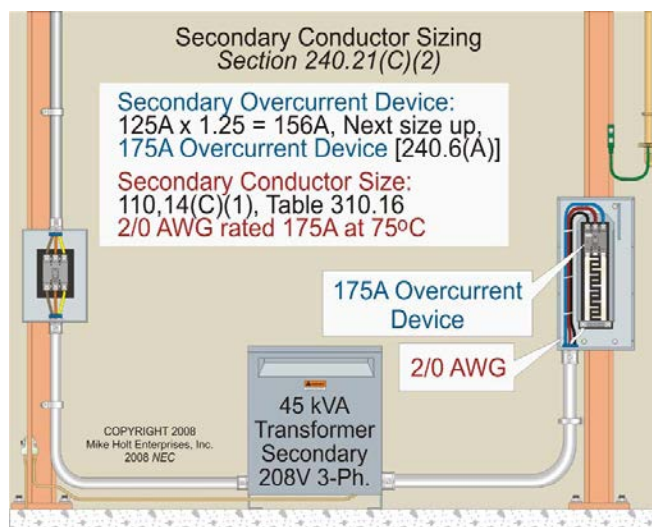 Secondary Conductor Sizing
Section 240.21(C)(2)
Secondary Overcurrent Device:
125A x 1.25 = 156A, Next size up,
175A Overcurrent Device [240.6(A)]
Secondary Conductor Size:
110,14(C)(1), Table 310.16
2/0 AWG rated 175A at 75ºC
175A Overcurrent
Device
2/0 AWG
45 kVA
Transformer
Secondary
208V 3-Ph.
COPYRIGHT 2008
Mike Holt Enterprises, Inc.
2008 NEC